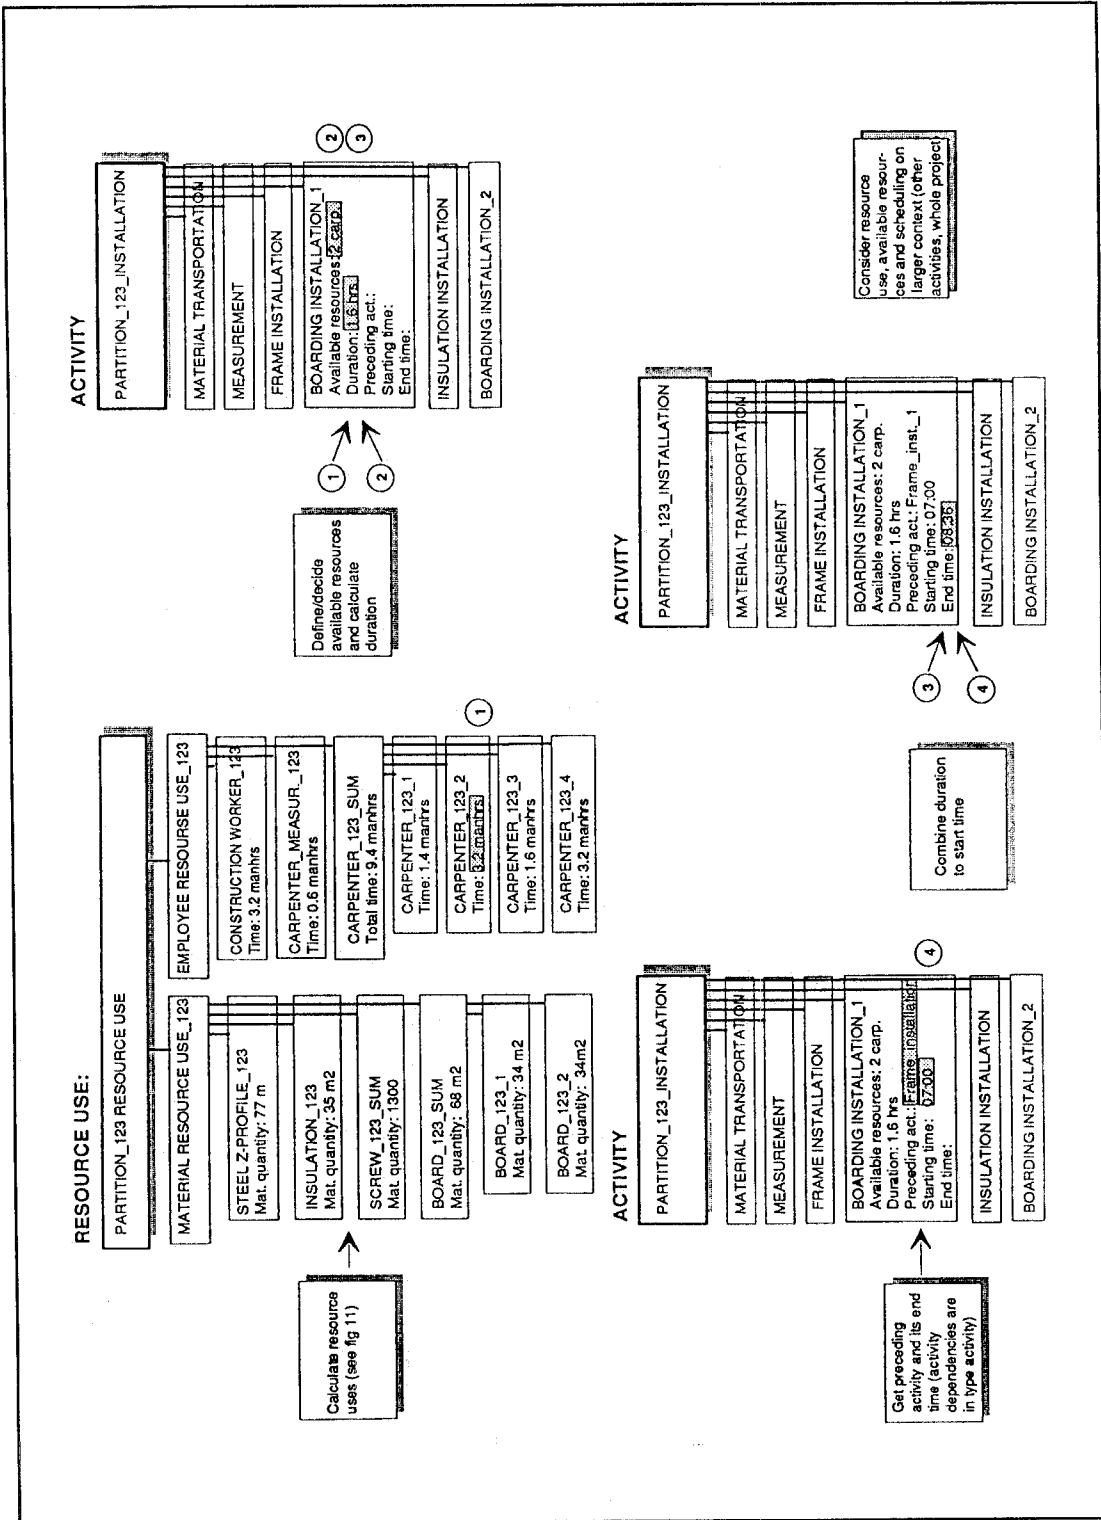 RESOURCE USE:
PARTITION_123 RESOURCE USE
MATERIAL RESOURCE USE_123
STEEL Z-PROFILE_123
Mat. quantity: 77 m
INSULATION_123
Mat. quantity: 35 m2
SCREW_123_SUM
Mat. quantity: 1300
BOARD_123_SUM
Mat. quantity: 68 m2
BOARD_123_1
Mat. quantity: 34 m2
BOARD_123_2
Mat. quantity: 34m2
EMPLOYEE RESOURSE USE_123
CONSTRUCTION WORKER_123
Time: 3.2 manhrs
CARPENTER_MEASUR._123
Time: 0.6 manhrs
CARPENTER_123_SUM
Total time: 9.4 manhrs
CARPENTER_123_1
Time: 1.4 manhrs
CARPENTER_123_2
Time: 3.2 manhrs
CARPENTER_123_3
Time: 1.6 manhrs
CARPENTER_123_4
Time: 3.2 manhrs
1
Calculate resource
uses (see fig 11)
Define/decide
available resources
and calculate
duration
1
2
ACTIVITY
PARTITION_123_INSTALLATION
MATERIAL TRANSPORTATION
MEASUREMENT
FRAME INSTALLATION
BOARDING INSTALLATION_1
Available resources: 2 carp.
Duration: 1.6 hrs
Preceding act.:
Starting time:
End time:
INSULATION INSTALLATION
BOARDING INSTALLATION_2
2
3
ACTIVITY
PARTITION_123_INSTALLATION
MATERIAL TRANSPORTATION
MEASUREMENT
FRAME INSTALLATION
BOARDING INSTALLATION_1
Available resources: 2 carp.
Duration: 1.6 hrs
Preceding act.: Frame_installation
Starting time: 07:00
End time:
INSULATION INSTALLATION
BOARDING INSTALLATION_2
4
Get preceding
activity and its end
time (activity
dependencies are
in type activity)
Combine duration
to start time
3
4
ACTIVITY
PARTITION_123_INSTALLATION
MATERIAL TRANSPORTATION
MEASUREMENT
FRAME INSTALLATION
BOARDING INSTALLATION_1
Available resources: 2 carp.
Duration: 1.6 hrs
Preceding act.: Frame_inst._1
Starting time: 07:00
End time: 08:36
INSULATION INSTALLATION
BOARDING INSTALLATION_2
Consider resource
use, available resour-
ces and scheduling on
larger context (other
activities, whole project)